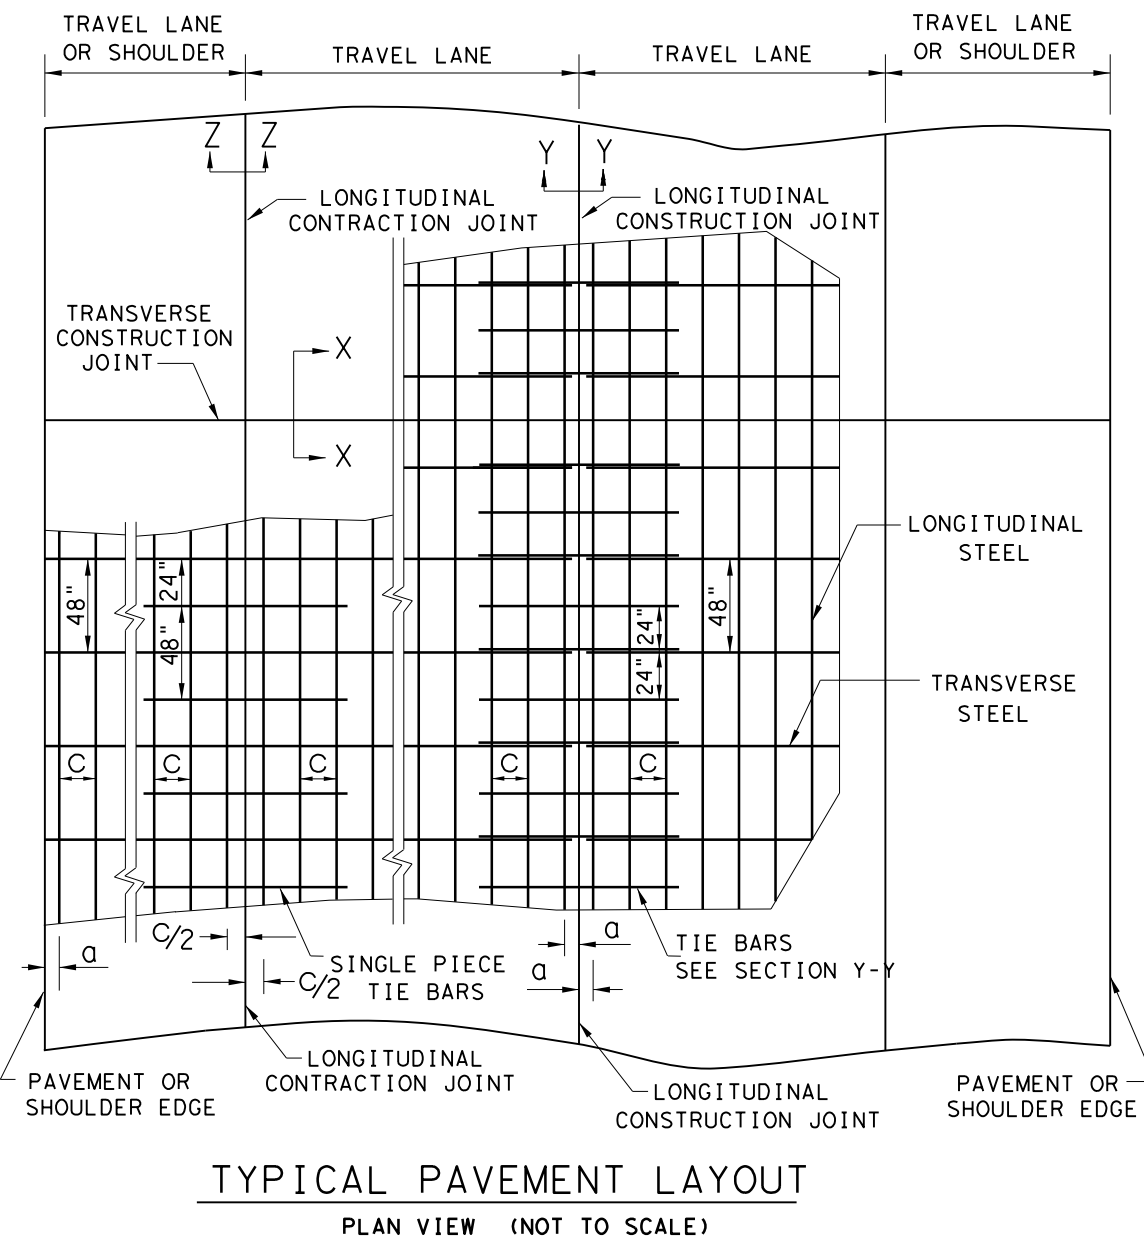 TRAVEL LANE
OR SHOULDER
TRAVEL LANE
TRAVEL LANE
TRAVEL LANE
OR SHOULDER
Z Z
Y Y
LONGITUDINAL
CONTRACTION JOINT
LONGITUDINAL
CONSTRUCTION JOINT
TRANSVERSE
CONSTRUCTION
JOINT
X
X
LONGITUDINAL
STEEL
48"
24"
48"
24"
24"
48"
TRANSVERSE
STEEL
C
C
C
C
C
C/2
a
C/2
SINGLE PIECE
TIE BARS
a
a
TIE BARS
SEE SECTION Y-Y
LONGITUDINAL
CONTRACTION JOINT
PAVEMENT OR
SHOULDER EDGE
LONGITUDINAL
CONSTRUCTION JOINT
PAVEMENT OR
SHOULDER EDGE
TYPICAL PAVEMENT LAYOUT
PLAN VIEW (NOT TO SCALE)